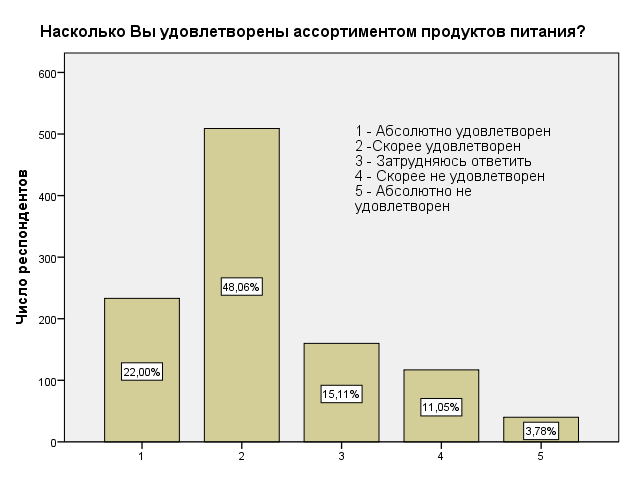 Насколько Вы удовлетворены ассортиментом продуктов питания?
Число респондентов
600
500
400
300
200
100
0
1 - Абсолютно удовлетворен
2 -Скорее удовлетворен
3 - Затрудняюсь ответить
4 - Скорее не удовлетворен
5 - Абсолютно не
удовлетворен
22,00%
48,06%
15,11%
11,05%
3,78%
1
2
3
4
5